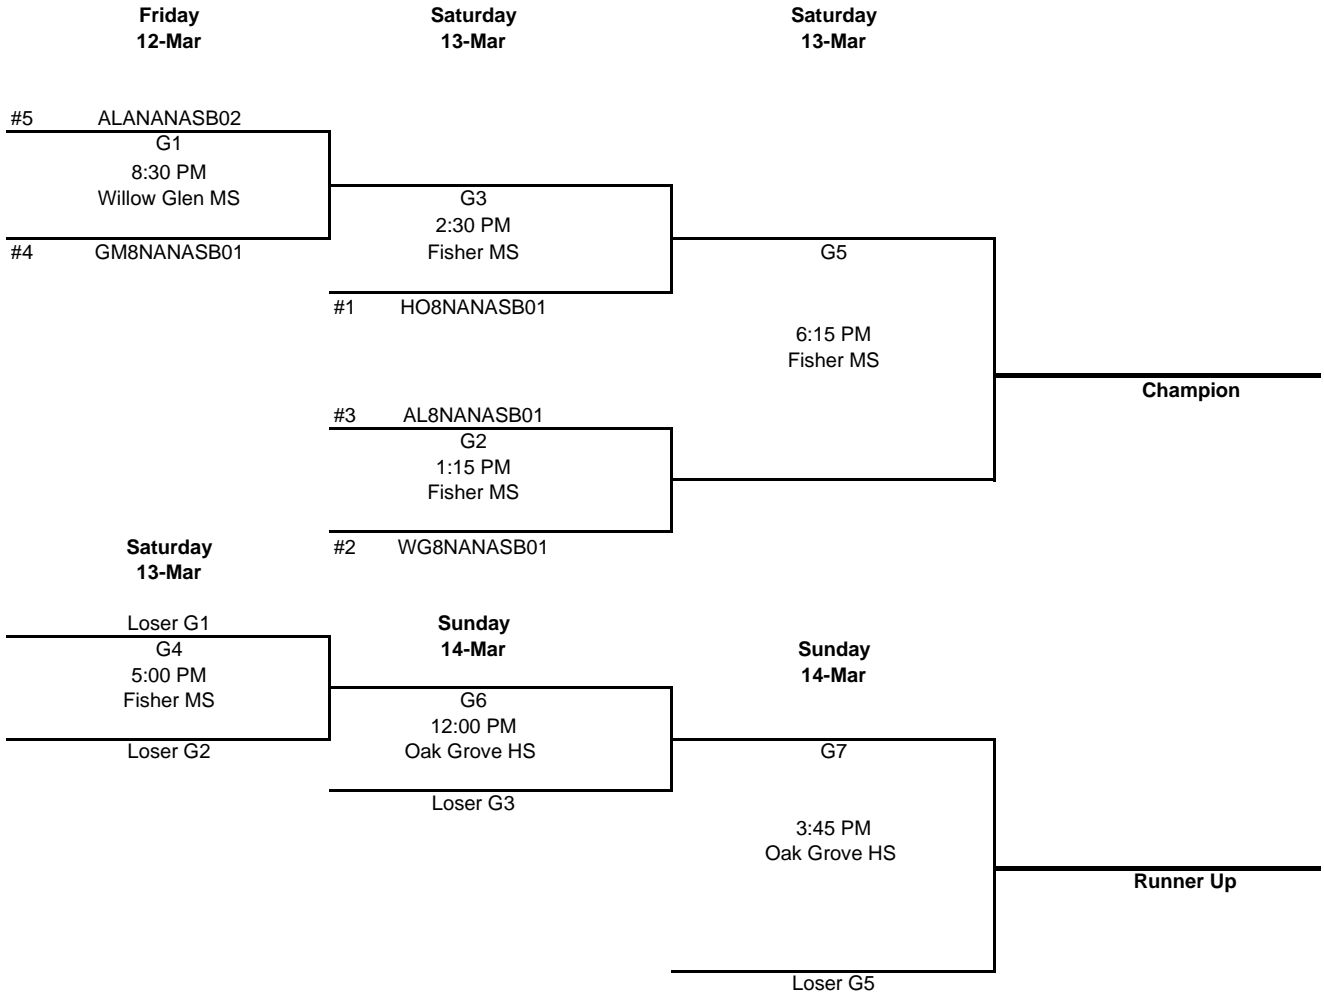 Friday
12-Mar
Saturday
13-Mar
Saturday
13-Mar
#5 ALANANASB02
G1
8:30 PM
Willow Glen MS
#4 GM8NANASB01
G3
2:30 PM
Fisher MS
#1 HO8NANASB01
G5
6:15 PM
Fisher MS
Champion
#3 AL8NANASB01
G2
1:15 PM
Fisher MS
#2 WG8NANASB01
Saturday
13-Mar
Loser G1
G4
5:00 PM
Fisher MS
Loser G2
Sunday
14-Mar
G6
12:00 PM
Oak Grove HS
Loser G3
Sunday
14-Mar
G7
3:45 PM
Oak Grove HS
Runner Up
Loser G5